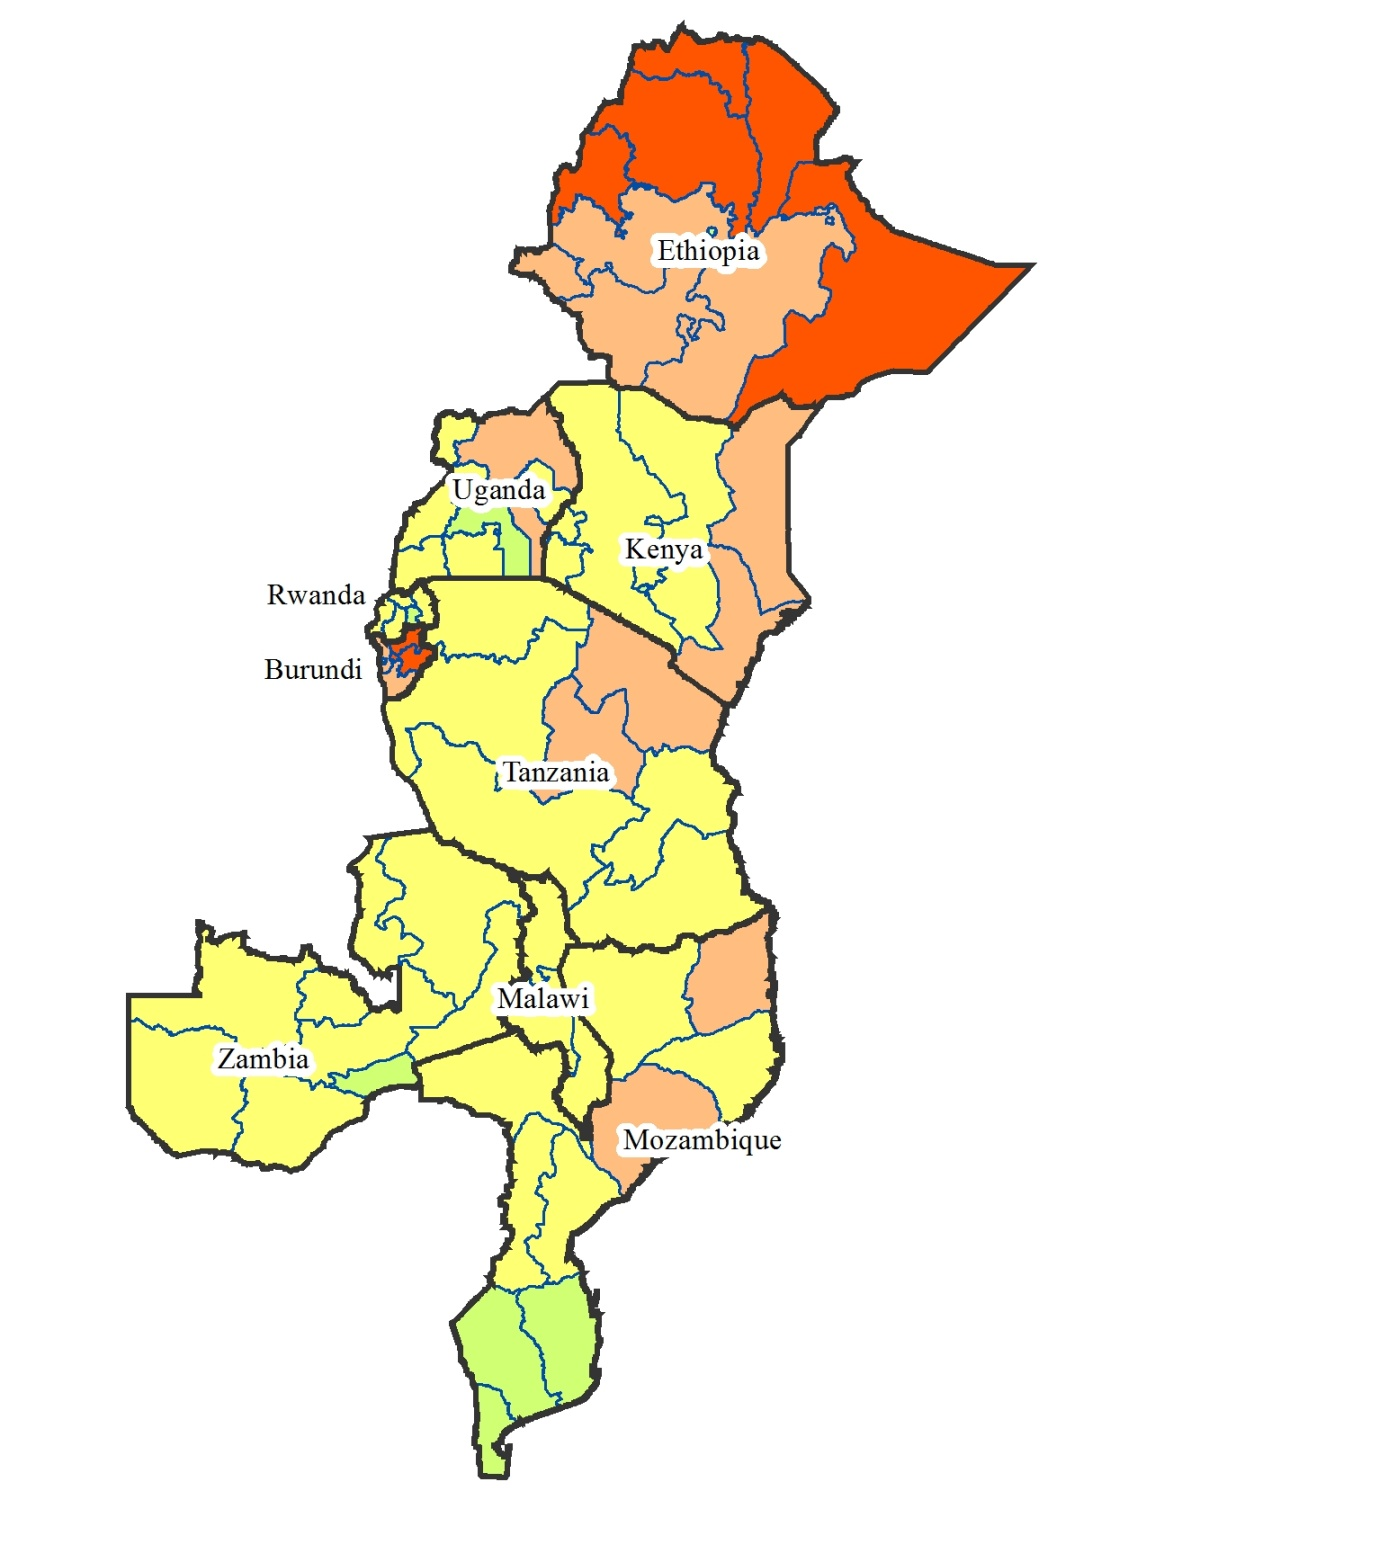 Ethiopia
Uganda
Kenya
Rwanda
Burundi
Tanzania
Malawi
Zambia
Mozambique